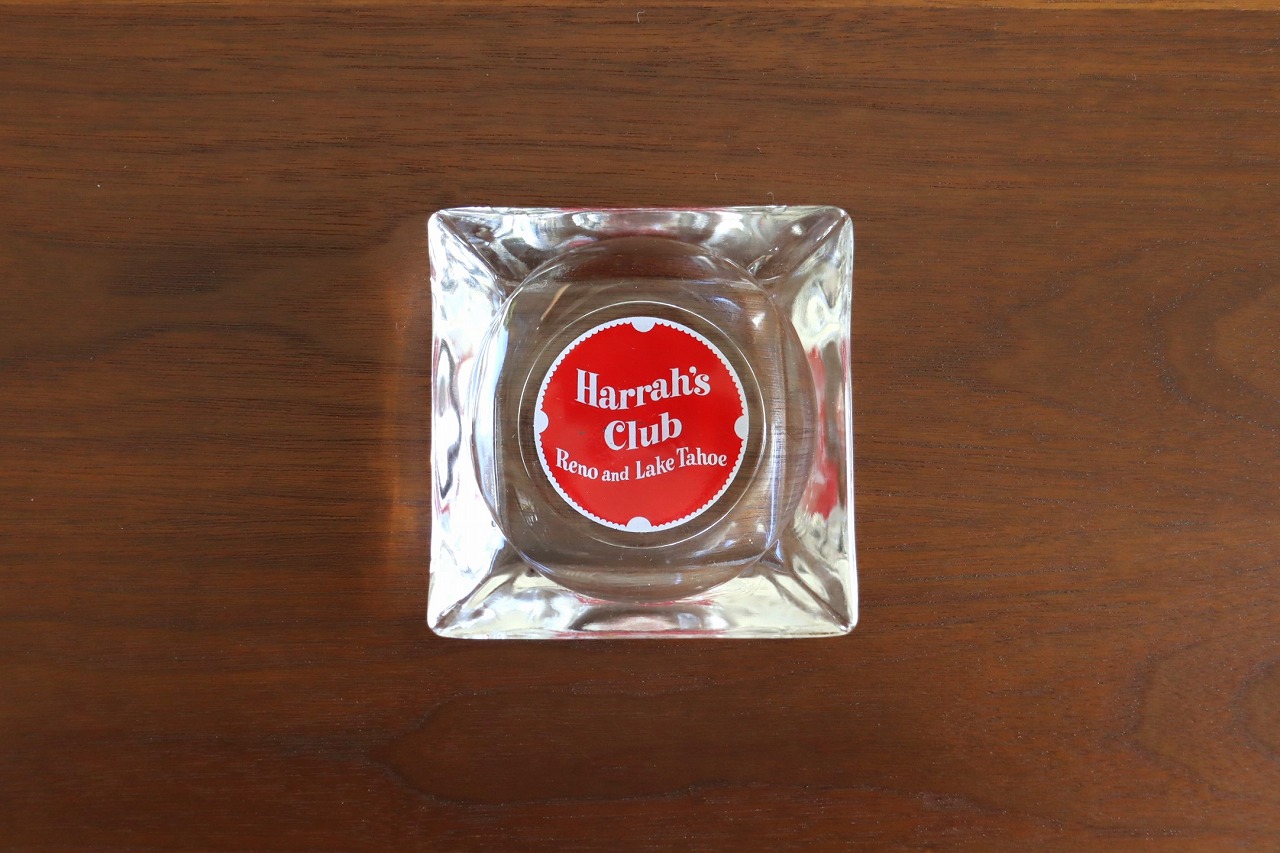 Harrah's
Club
Reno and Lake Tahoe